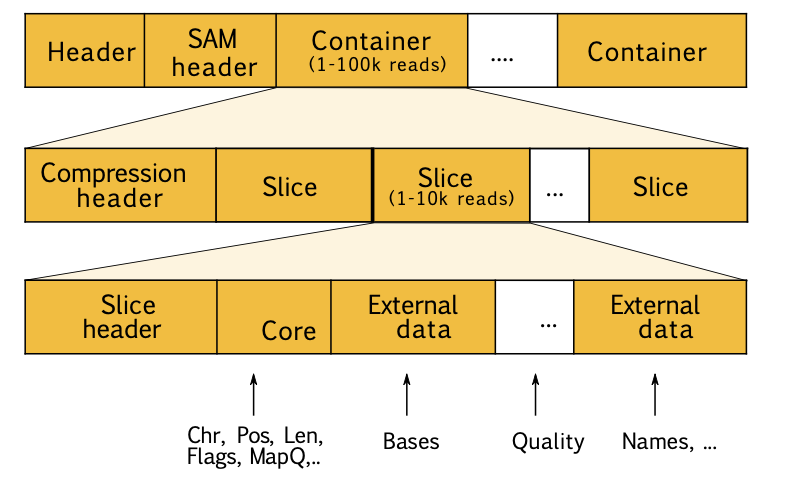 Header
SAM
header
Container
(1-100k reads)
....
Container
Compression
header
Slice
Slice
(1-10k reads)
...
Slice
Slice
header
Core
External
data
...
External
data
Chr, Pos, Len,
Flags, MapQ,..
Bases
Quality
Names, ...